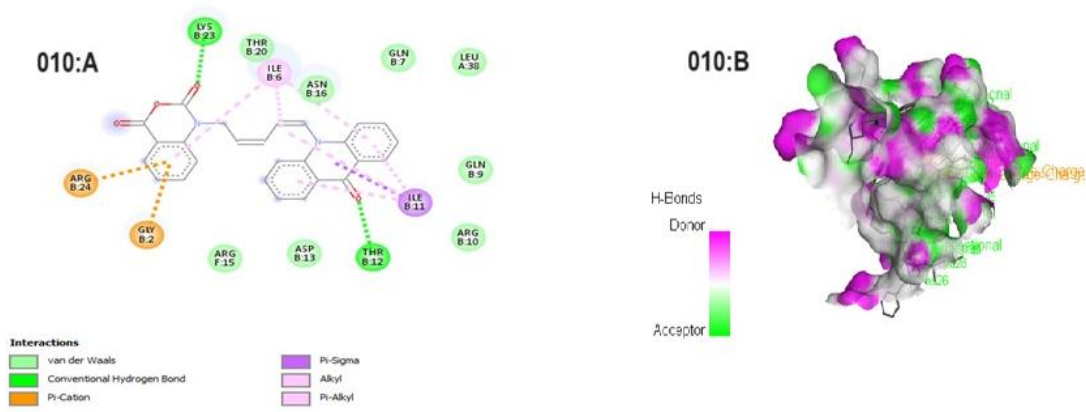 010:A
LYS
B:23
THR
B:20
ILE
B:6
ASN
B:16
GLN
B:7
LEU
A:38
ARG
B:24
GLY
B:2
ARG
F:15
ASP
B:13
THR
B:12
ILE
B:11
GLN
B:9
ARG
B:10
O
O
O
N
N
O
Interactions
van der Waals
Conventional Hydrogen Bond
Pi-Cation
Pi-Sigma
Alkyl
Pi-Alkyl
010:B
H-Bonds
Donor
Acceptor